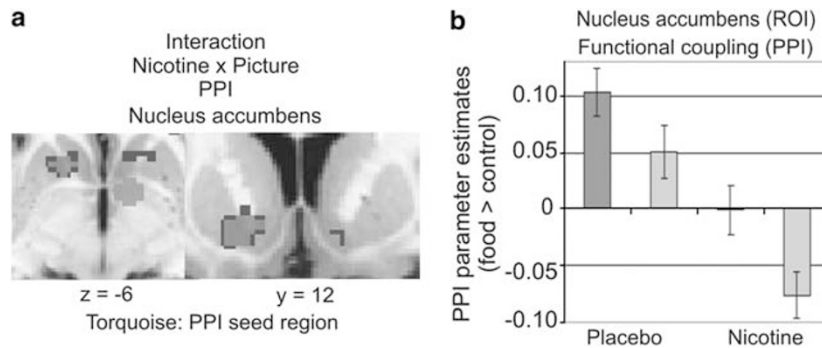 a
Interaction
Nicotine x Picture
PPI
Nucleus accumbens
z = -6
y = 12
Torquoise: PPI seed region
b
Nucleus accumbens (ROI)
Functional coupling (PPI)
PPI parameter estimates
(food > control)
0.10
0.05
0
-0.05
-0.10
Placebo
Nicotine